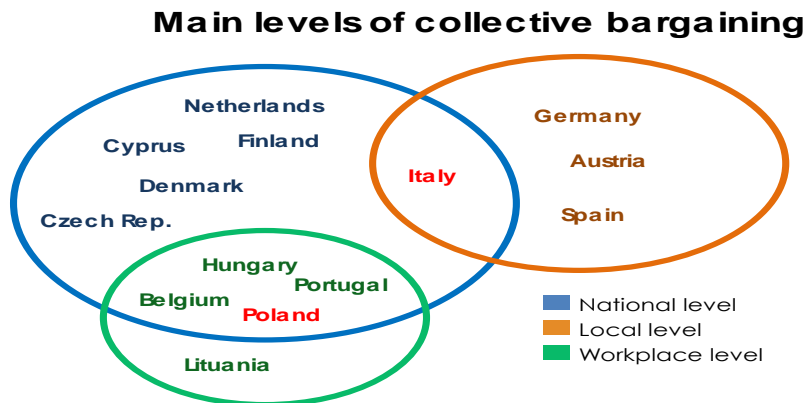 Main levels of collective bargaining
Netherlands
Germany
Cyprus
Finland
Austria
Italy
Denmark
Czech Rep.
Spain
Hungary
Portugal
Belgium
Poland
National level
Local level
Workplace level
Lituania